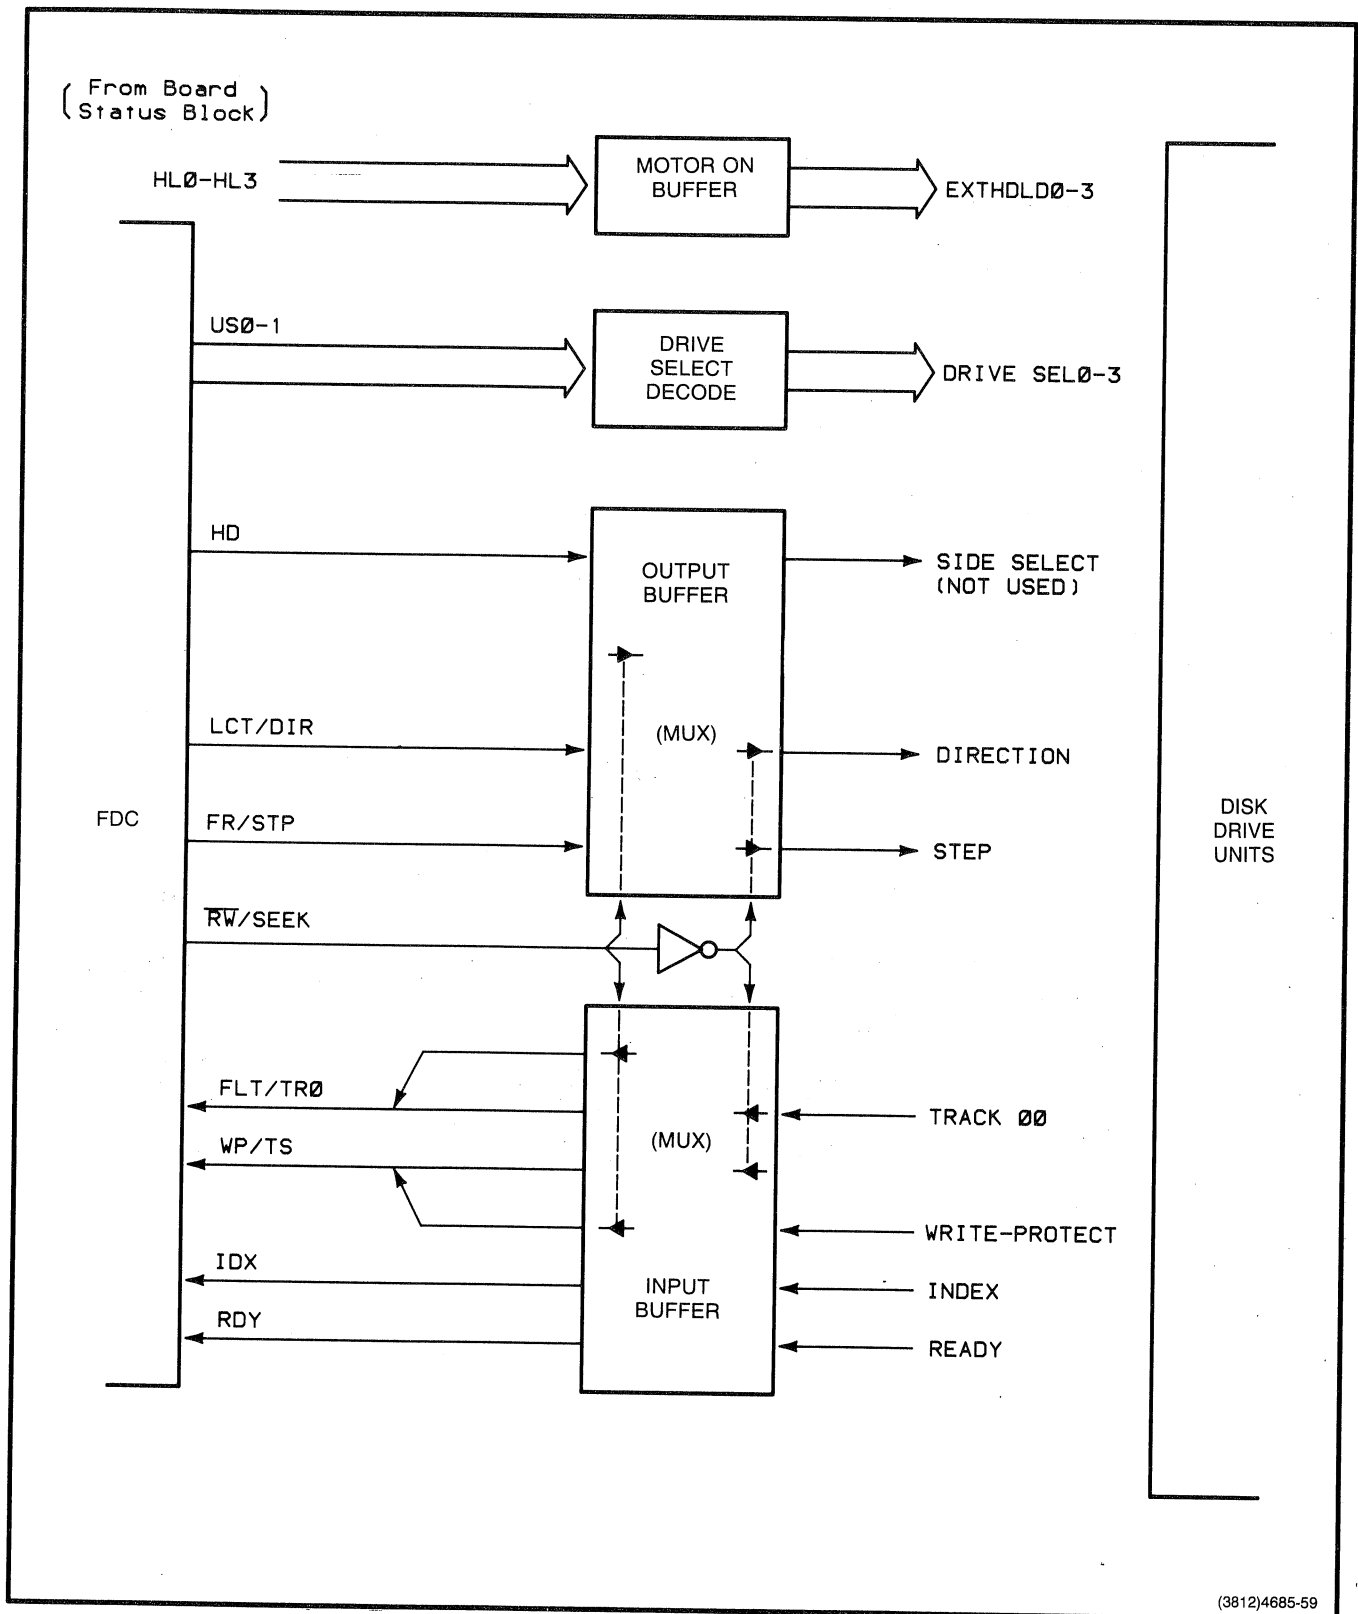 (From Board
Status Block)
HLØ-HL3
MOTOR ON
BUFFER
EXTHDLDØ-3
USØ-1
DRIVE
SELECT
DECODE
DRIVE SELØ-3
HD
OUTPUT
BUFFER
SIDE SELECT
(NOT USED)
LCT/DIR
(MUX)
DIRECTION
FDC
FR/STP
STEP
DISK
DRIVE
UNITS
R̅W̅/SEEK
FLT/TRØ
(MUX)
TRACK ØØ
WP/TS
WRITE-PROTECT
IDX
INPUT
BUFFER
INDEX
RDY
READY
(3812)4685-59